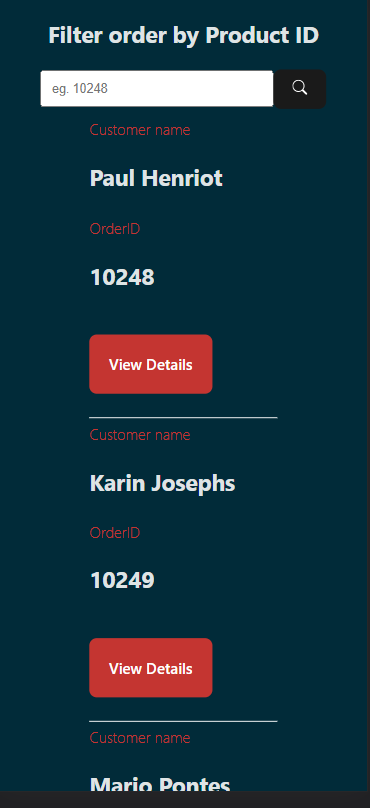 Filter order by Product ID
eg. 10248
Customer name
Paul Henriot
OrderID
10248
View Details
Customer name
Karin Josephs
OrderID
10249
View Details
Customer name
Mario Pontes